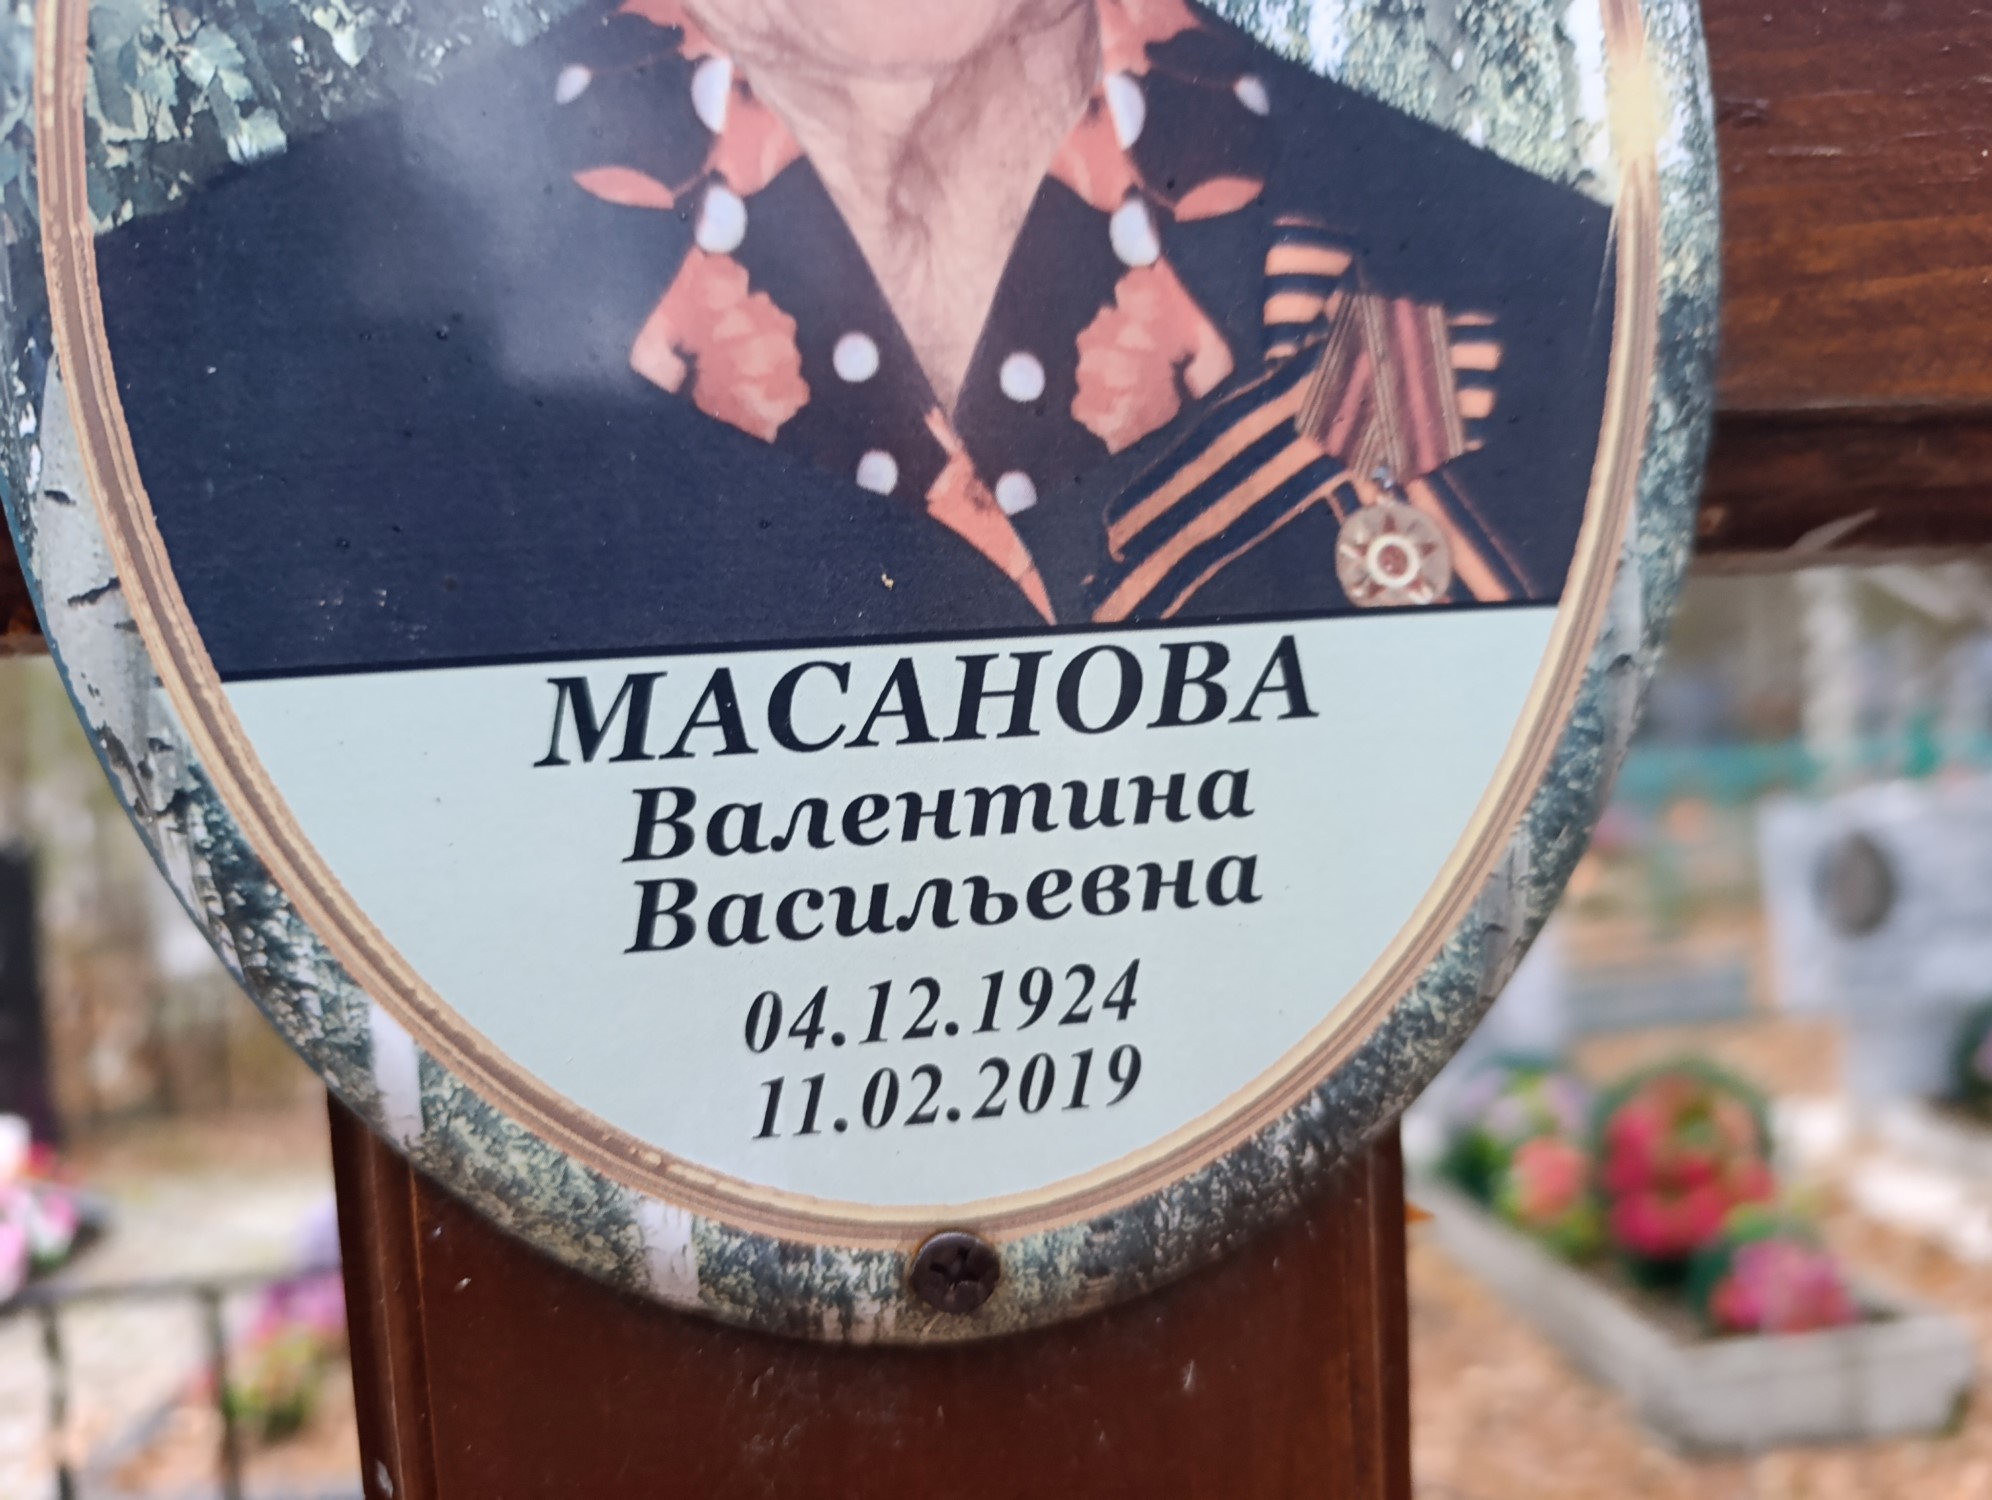 МАСАНОВА
Валентина
Васильевна
04.12.1924
11.02.2019